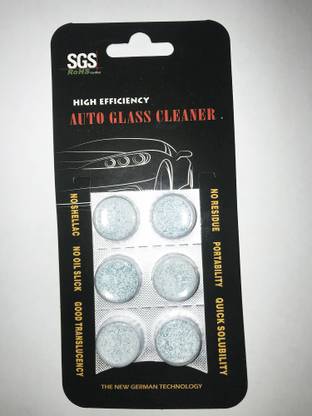 SGS
RoHS
HIGH EFFICIENCY
AUTO GLASS CLEANER
NO SHELLAC
NO OIL SLICK
GOOD TRANSLUCENCY
NO RESIDUE
PORTABILITY
QUICK SOLUBILITY
THE NEW GERMAN TECHNOLOGY